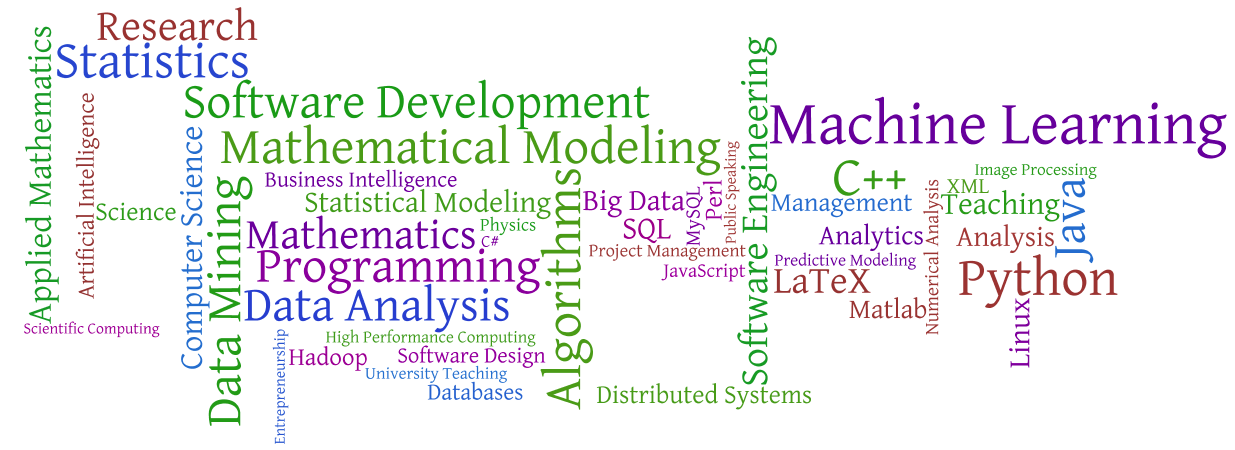 Research
Statistics
Applied Mathematics
Artificial Intelligence
Science
Scientific Computing
Computer Science
Data Mining
Software Development
Mathematical Modeling
Business Intelligence
Statistical Modeling
Physics
Mathematics
C#
Programming
Data Analysis
Entrepreneurship
High Performance Computing
Hadoop
Software Design
University Teaching
Databases
Algorithms
Big Data
MySQL
Perl
Public Speaking
SQL
Project Management
JavaScript
Distributed Systems
Software Engineering
Machine Learning
C++
Image Processing
XML
Management
Teaching
Java
Analytics
Numerical Analysis
Analysis
Predictive Modeling
LaTeX
Python
Matlab
Linux